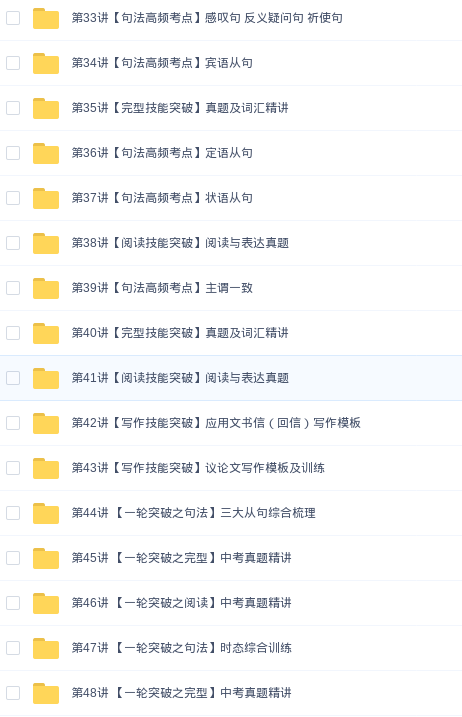 第33讲【句法高频考点】感叹句 反义疑问句 祈使句
第34讲【句法高频考点】宾语从句
第35讲【完型技能突破】真题及词汇精讲
第36讲【句法高频考点】定语从句
第37讲【句法高频考点】状语从句
第38讲【阅读技能突破】阅读与表达真题
第39讲【句法高频考点】主谓一致
第40讲【完型技能突破】真题及词汇精讲
第41讲【阅读技能突破】阅读与表达真题
第42讲【写作技能突破】应用文书信（回信）写作模板
第43讲【写作技能突破】议论文写作模板及训练
第44讲 【一轮突破之句法】三大从句综合梳理
第45讲 【一轮突破之完型】中考真题精讲
第46讲 【一轮突破之阅读】中考真题精讲
第47讲 【一轮突破之句法】时态综合训练
第48讲 【一轮突破之完型】中考真题精讲